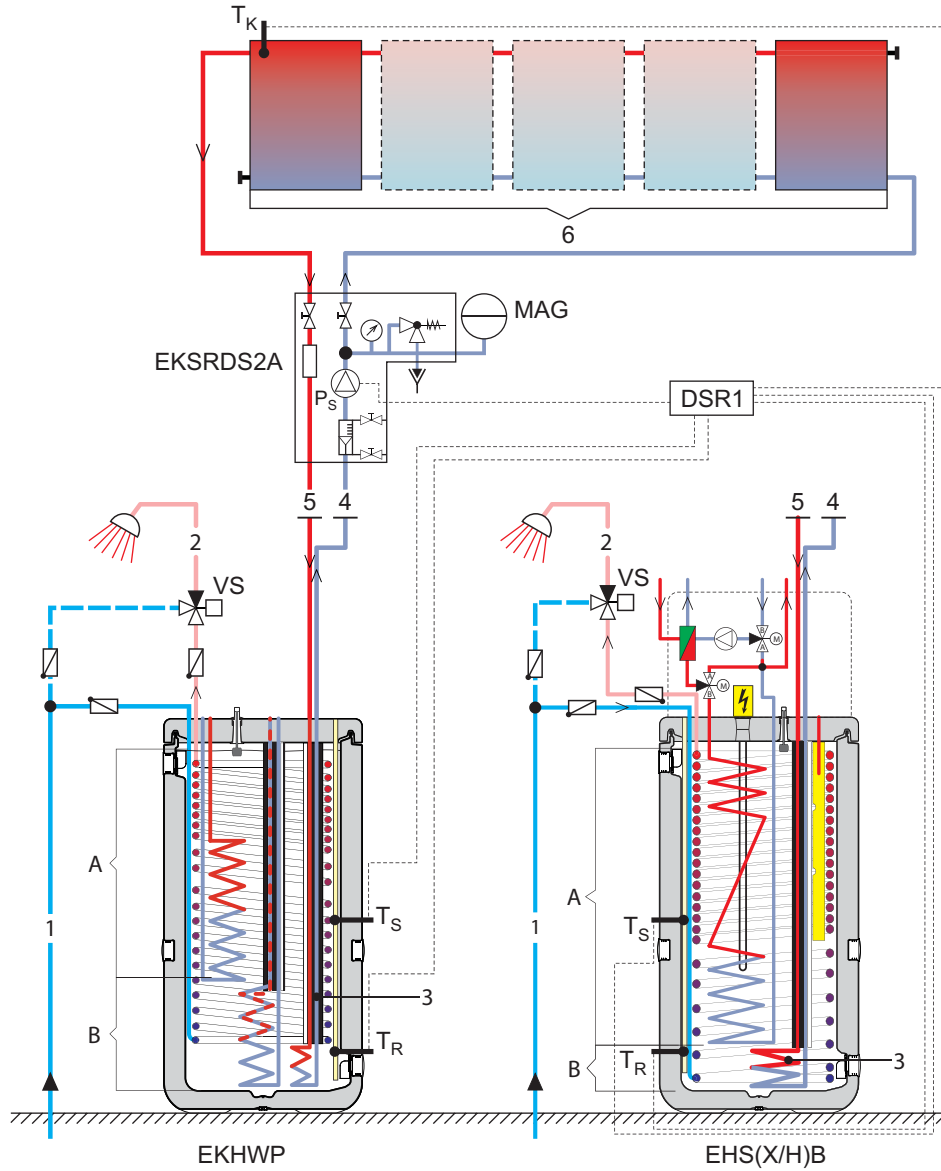 TK
6
MAG
EKSRDS2A
PS
DSR1
5 4
5 4
2
2
VS
VS
B
A
M
A
B
M
A
A
TS
TS
1
1
3
B
TR
B
TR
3
EKHWP
EHS(X/H)B